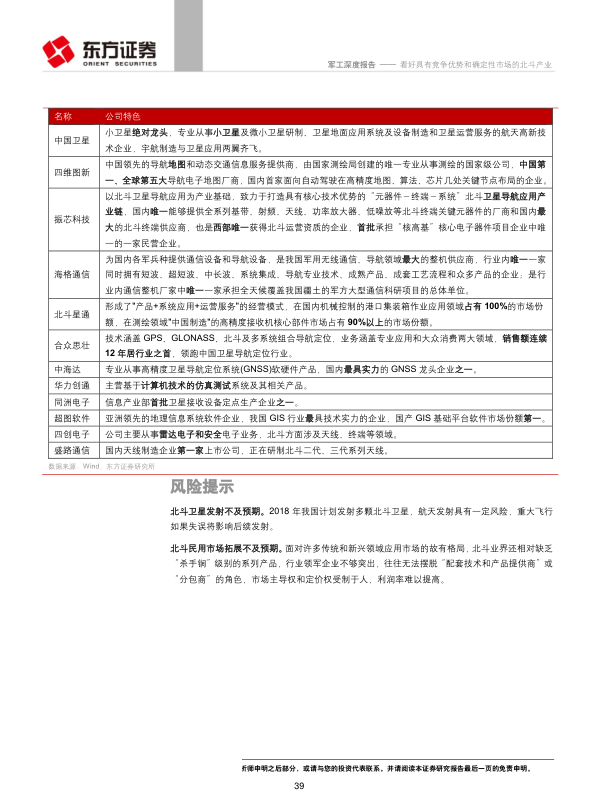 东方证券
ORIENT SECURITIES
军工深度报告 —— 看好具有竞争优势和确定性市场的北斗产业
名称 公司特色
中国卫星 小卫星绝对龙头，专业从事小卫星及微小卫星研制、卫星地面应用系统及设备制造和卫星运营服务的航天高新技
术企业，宇航制造与卫星应用两翼齐飞。
四维图新 中国领先的导航地图和动态交通信息服务提供商，由国家测绘局创建的唯一专业从事测绘的国家级公司，中国第
一、全球第五大导航电子地图厂商，国内首家面向自动驾驶在高精度地图、算法、芯片几处关键节点布局的企业。
振芯科技 以北斗卫星导航应用为产业基础，致力于打造具有核心技术优势的“元器件－终端－系统”北斗卫星导航应用产
业链，国内唯一能够提供全系列基带、射频、天线、功率放大器、低噪放等北斗终端关键元器件的厂商和国内最
大的北斗终端供应商，也是西部唯一获得北斗运营资质的企业，首批承担“核高基”核心电子器件项目企业中唯
一的一家民营企业。
海格通信 为国内各军兵种提供通信设备和导航设备，是我国军用无线通信、导航领域最大的整机供应商，行业内唯一一家
同时拥有短波、超短波、中长波、系统集成、导航专业技术、成熟产品、成套工艺流程和众多产品的企业；是行
业内通信整机厂家中唯一一家承担全天候覆盖我国疆土的军方大型通信科研项目的总体单位。
北斗星通 形成了"产品+系统应用+运营服务"的经营模式，在国内机械控制的港口集装箱作业应用领域占有 100%的市场份
额，在测绘领域"中国制造"的高精度接收机核心部件市场占有 90%以上的市场份额。
合众思壮 技术涵盖 GPS、GLONASS、北斗及多系统组合导航定位，业务涵盖专业应用和大众消费两大领域，销售额连续
12 年居行业之首，领跑中国卫星导航定位行业。
中海达 专业从事高精度卫星导航定位系统(GNSS)软硬件产品，国内最具实力的 GNSS 龙头企业之一。
华力创通 主营基于计算机技术的仿真测试系统及其相关产品。
同洲电子 信息产业部首批卫星接收设备定点生产企业之一。
超图软件 亚洲领先的地理信息系统软件企业，我国 GIS 行业最具技术实力的企业，国产 GIS 基础平台软件市场份额第一。
四创电子 公司主要从事雷达电子和安全电子业务，北斗方面涉及天线、终端等领域。
盛路通信 国内天线制造企业第一家上市公司，正在研制北斗二代、三代系列天线。
数据来源：Wind，东方证券研究所
风险提示
北斗卫星发射不及预期。2018 年我国计划发射多颗北斗卫星，航天发射具有一定风险，重大飞行
如果失误将影响后续发射。
北斗民用市场拓展不及预期。面对许多传统和新兴领域应用市场的故有格局，北斗业界还相对缺乏
“杀手锏”级别的系列产品，行业领军企业不够突出，往往无法摆脱“配套技术和产品提供商”或
“分包商”的角色，市场主导权和定价权受制于人，利润率难以提高。
析师申明之后部分，或请与您的投资代表联系。并请阅读本证券研究报告最后一页的免责申明。
39